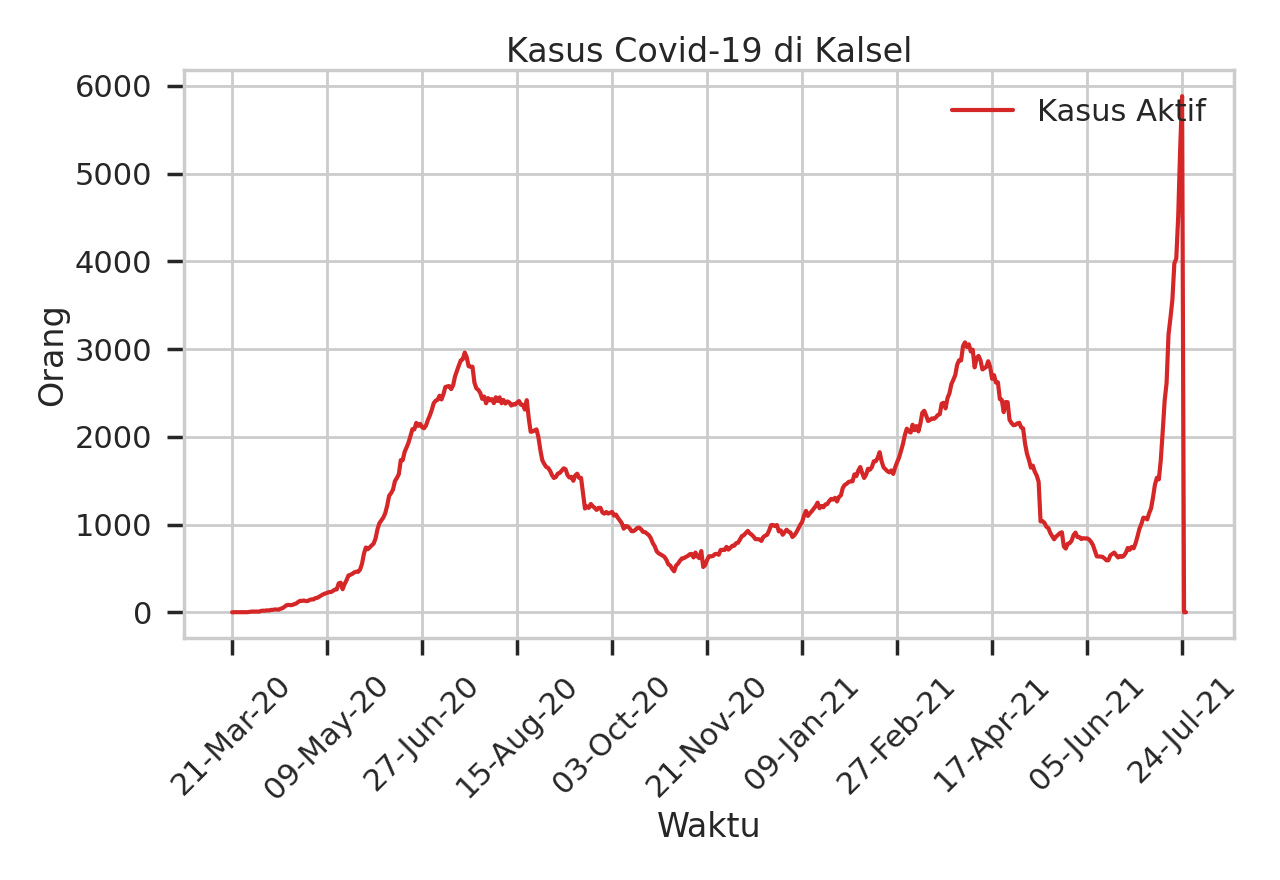 Kasus Covid-19 di Kalsel
Kasus Aktif
6000
5000
4000
3000
2000
1000
0
Orang
21-Mar-20
09-May-20
27-Jun-20
15-Aug-20
03-Oct-20
21-Nov-20
09-Jan-21
27-Feb-21
17-Apr-21
05-Jun-21
24-Jul-21
Waktu